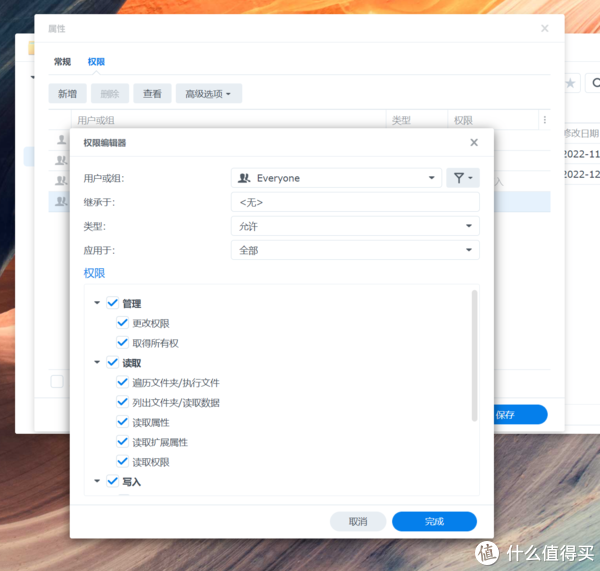 属性
常规 权限
新增 删除 查看 高级选项
用户或组 类型 权限
修改日期
2022-11
2022-12
入
权限编辑器
用户或组: Everyone
继承于: <无>
类型: 允许
应用于: 全部
权限
管理
更改权限
取得所有权
读取
遍历文件夹/执行文件
列出文件夹/读取数据
读取属性
读取扩展属性
读取权限
写入
保存
取消 完成
值 什么值得买